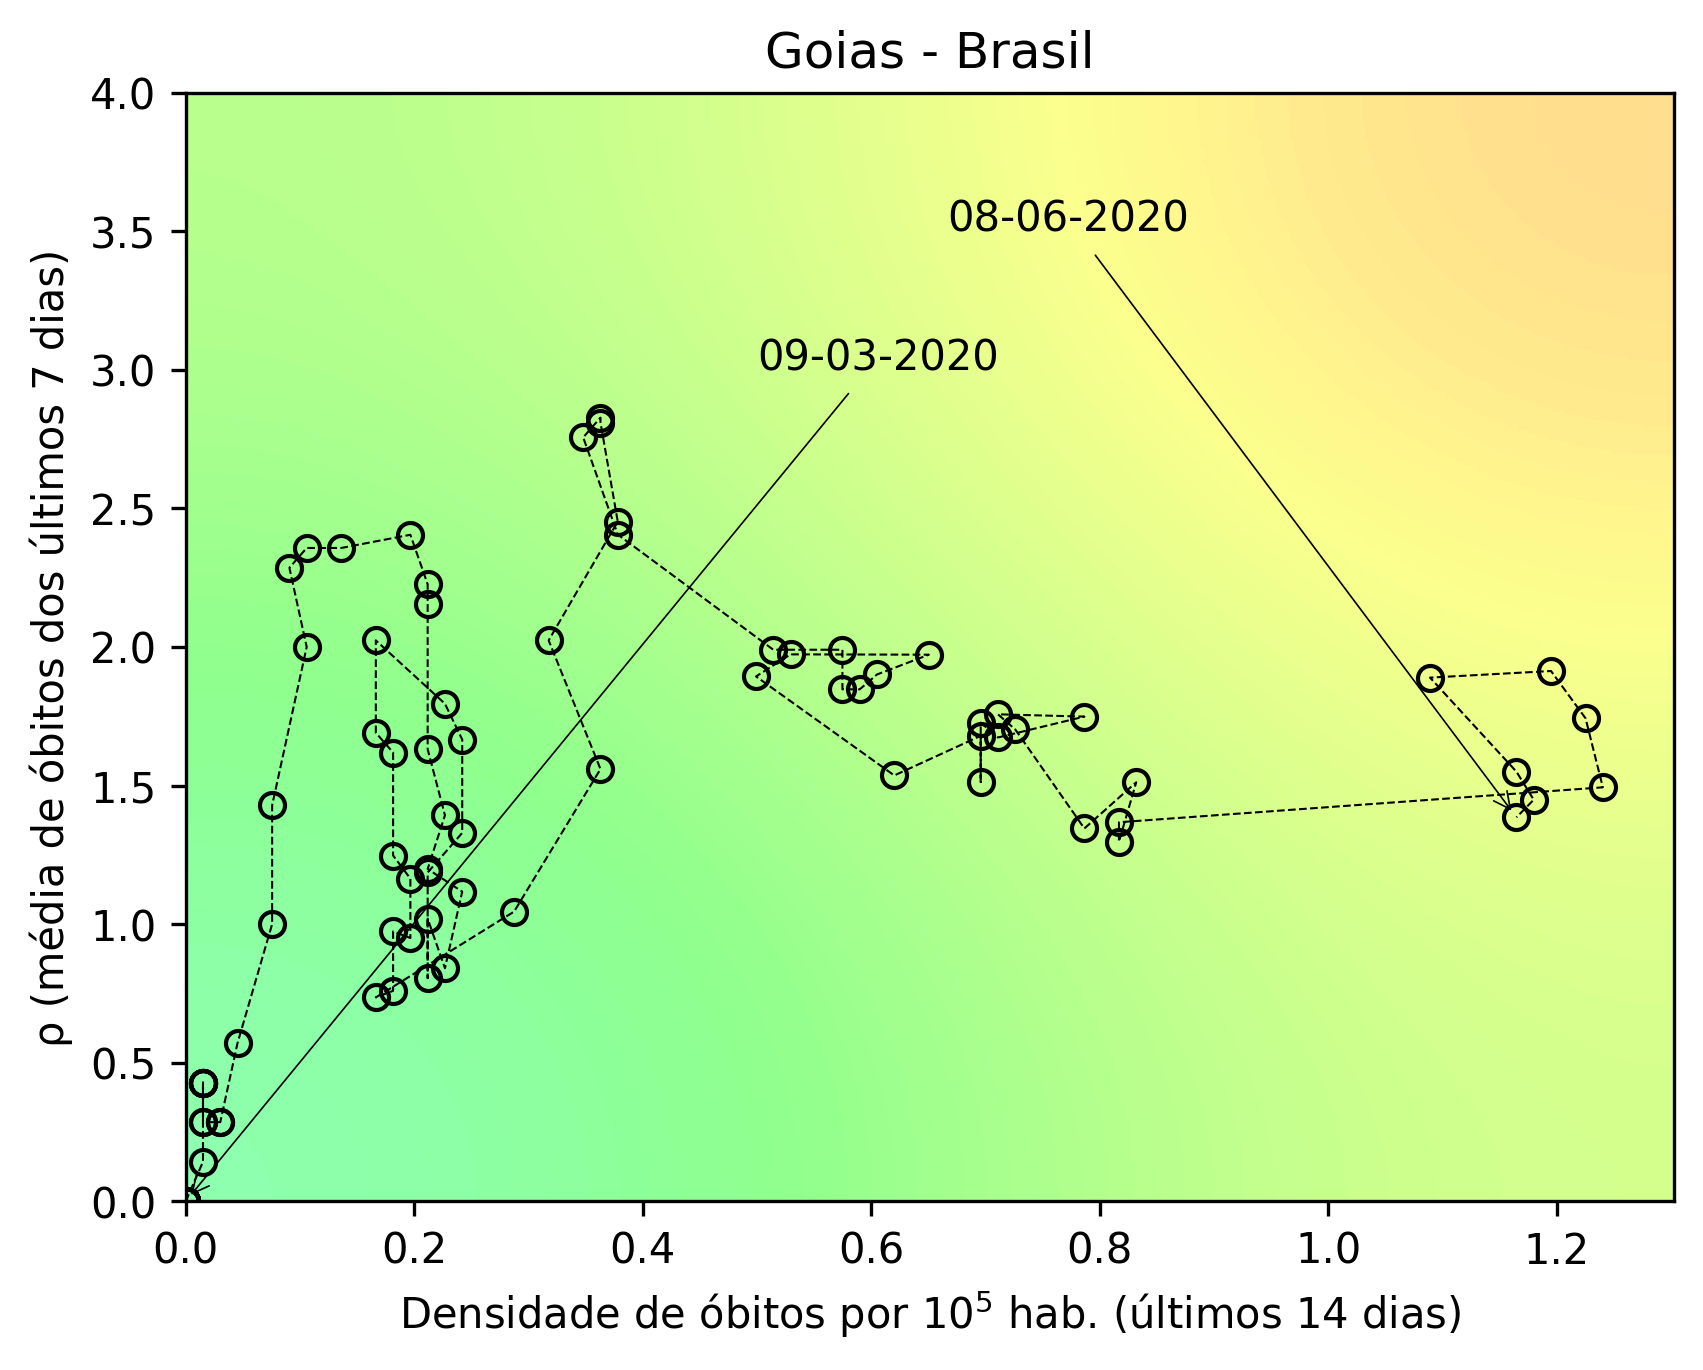 Goias - Brasil
4.0
3.5
3.0
2.5
2.0
1.5
1.0
0.5
0.0
ρ (média de óbitos dos últimos 7 dias)
08-06-2020
09-03-2020
0.0 0.2 0.4 0.6 0.8 1.0 1.2
Densidade de óbitos por 10⁵ hab. (últimos 14 dias)